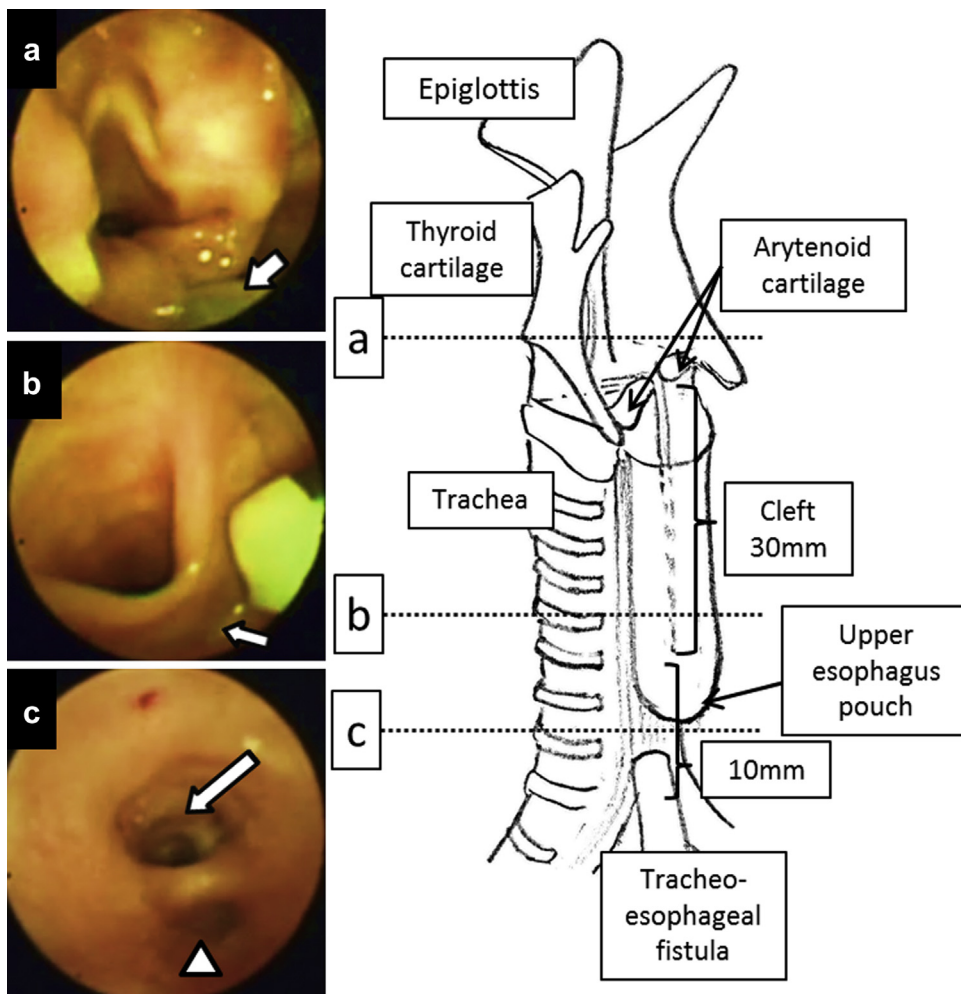 a
b
c
Epiglottis
Thyroid
cartilage
Arytenoid
cartilage
a
Trachea
Cleft
30mm
b
Upper
esophagus
pouch
c
10mm
Tracheo-
esophageal
fistula